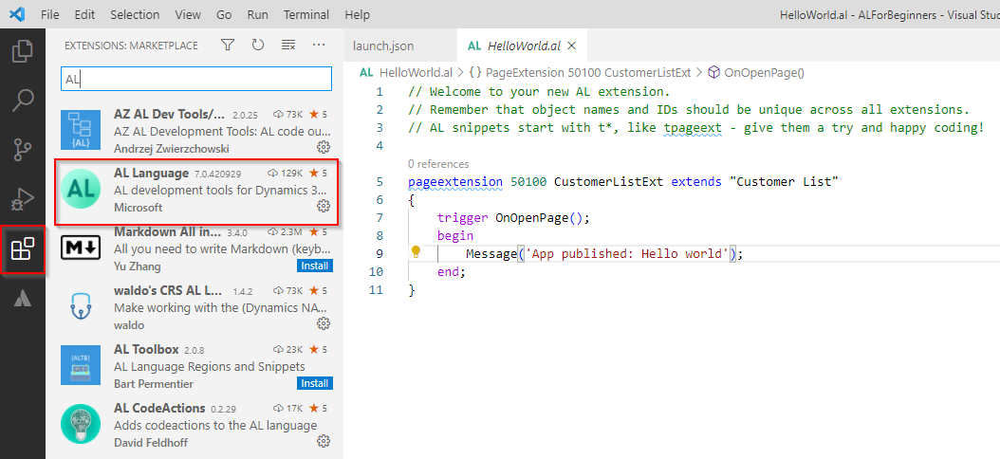 File Edit Selection View Go Run Terminal Help
HelloWorld.al - ALForBeginners - Visual Stu
EXTENSIONS: MARKETPLACE
AL
AZ AL Dev Tools/... 2.0.25 73K 5
AZ AL Development Tools: AL code ou...
Andrzej Zwierzchowski
{AL}
AL Language 7.0.420929 129K 5
AL development tools for Dynamics 3...
Microsoft
AL
Markdown All in... 3.4.0 2.3M 5
All you need to write Markdown (keyb...
Yu Zhang
Install
M
waldo's CRS AL L... 1.4.2 73K 5
Make working with the (Dynamics NA...
waldo
AL Toolbox 2.0.8 23K 5
AL Language Regions and Snippets
Bart Permentier
Install
{ALTB}
AL CodeActions 0.2.29 17K 5
Adds codeactions to the AL language
David Feldhoff
launch.json
AL HelloWorld.al
AL HelloWorld.al > {} PageExtension 50100 CustomerListExt > OnOpenPage()
1 // Welcome to your new AL extension.
2 // Remember that object names and IDs should be unique across all extensions.
3 // AL snippets start with t*, like tpageext - give them a try and happy coding!
4
0 references
5 pageextension 50100 CustomerListExt extends "Customer List"
6 {
7 trigger OnOpenPage();
8 begin
9 Message('App published: Hello world');
10 end;
11 }